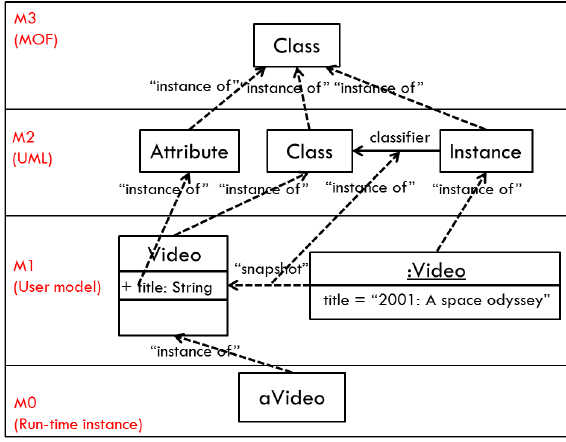 M3
(MOF)
Class
"instance of" "instance of" "instance of"
M2
(UML)
Attribute
Class
classifier
Instance
"instance of" "instance of" "instance of" "instance of"
M1
(User model)
Video
+ title: String
"snapshot"
:Video
title = "2001: A space odyssey"
"instance of"
M0
(Run-time instance)
aVideo